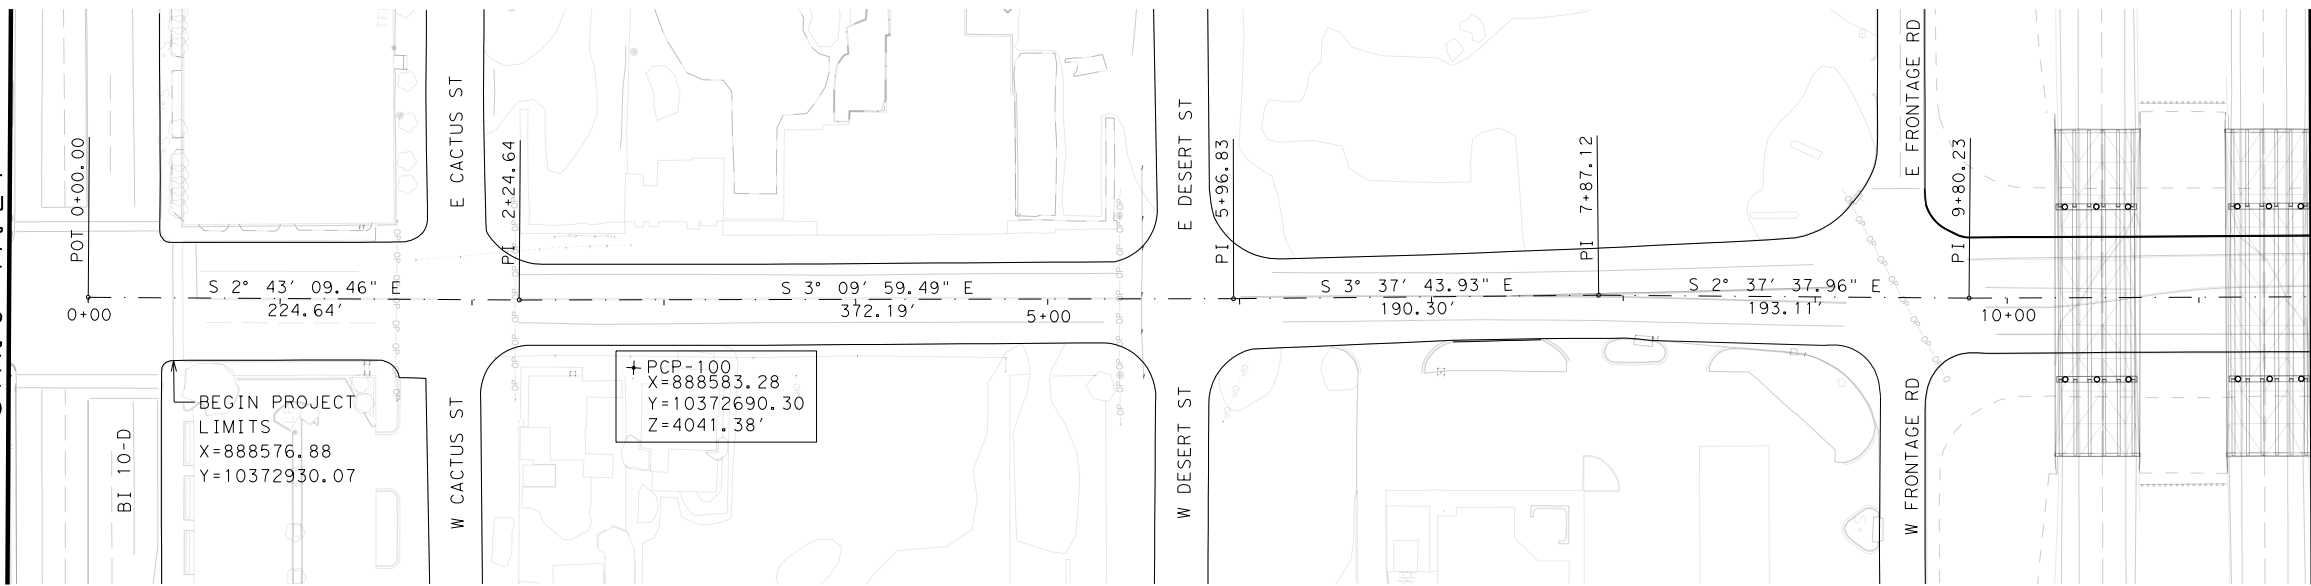 POT 0+00.00
E CACTUS ST
PI 2+24.64
E DESERT ST
PI 5+96.83
PI 7+87.12
E FRONTAGE RD
PI 9+80.23
S 2° 43' 09.46" E
224.64'
S 3° 09' 59.49" E
372.19'
S 3° 37' 43.93" E
190.30'
S 2° 37' 37.96" E
193.11'
0+00
5+00
10+00
PCP-100
X=888583.28
Y=10372690.30
Z=4041.38'
BEGIN PROJECT
LIMITS
X=888576.88
Y=10372930.07
BI 10-D
W CACTUS ST
W DESERT ST
W FRONTAGE RD